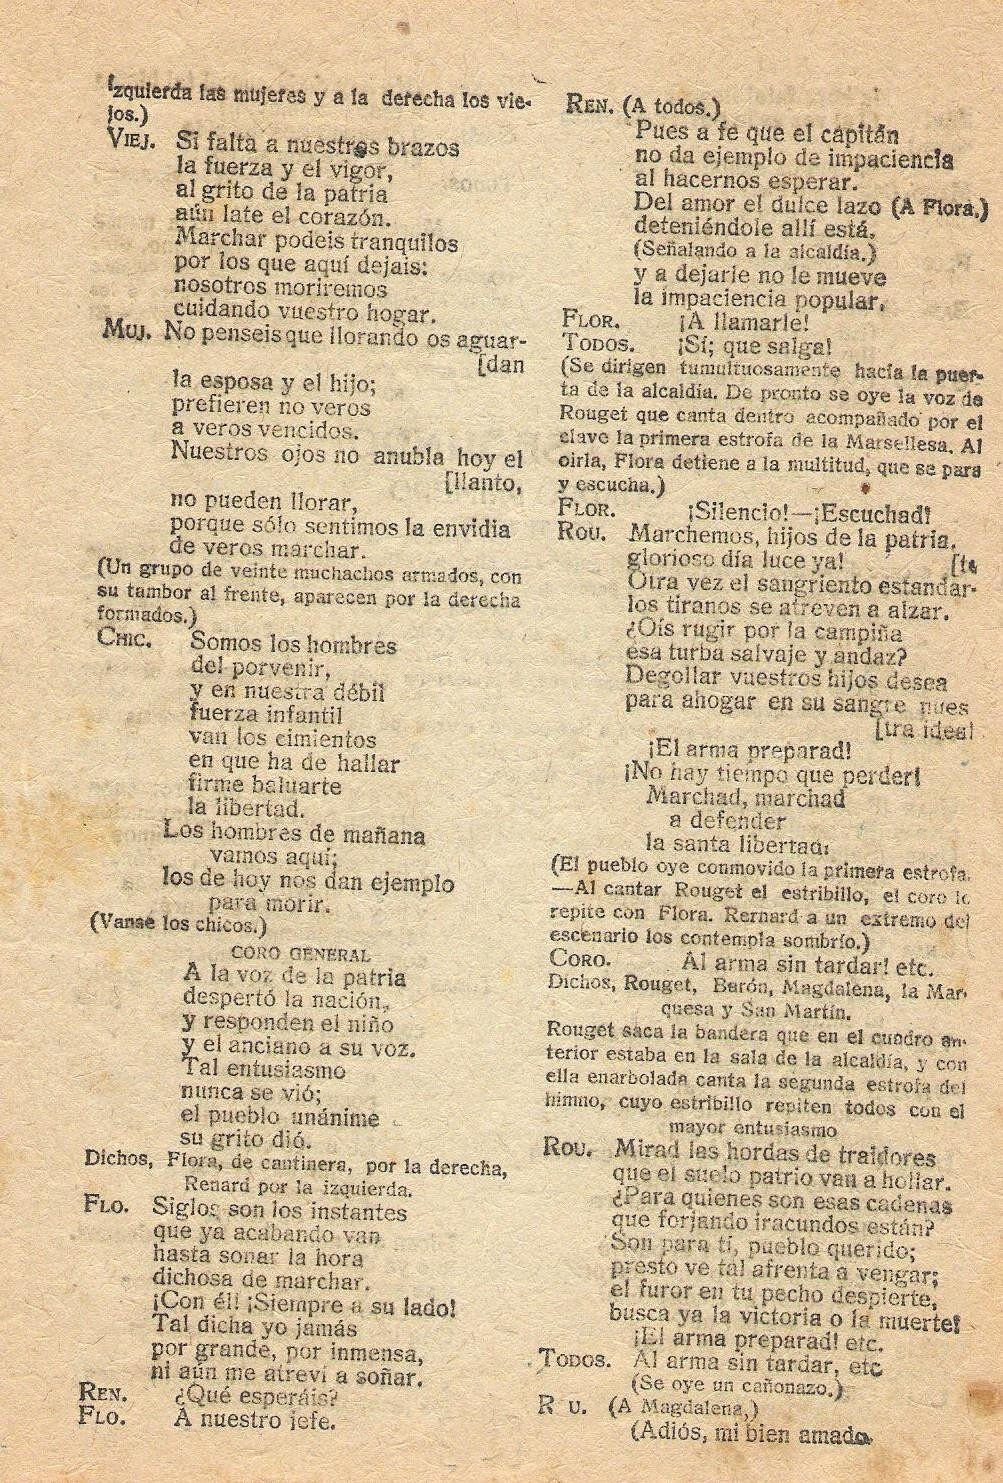 izquierda las mujeres y a la derecha los vie-
jos.)
VIEJ. Si falta a nuestros brazos
la fuerza y el vigor,
al grito de la patria
aún late el corazón.
Marchar podeis tranquilos
por los que aquí dejais:
nosotros moriremos
cuidando vuestro hogar.
MUJ. No penseis que llorando os aguar-
[dan
la esposa y el hijo;
prefieren no veros
a veros vencidos.
Nuestros ojos no anubla hoy el
[llanto,
no pueden llorar,
porque sólo sentimos la envidia
de veros marchar.
(Un grupo de veinte muchachos armados, con
su tambor al frente, aparecen por la derecha
formados.)
CHIC. Somos los hombres
del porvenir,
y en nuestra débil
fuerza infantil
van los cimientos
en que ha de hallar
firme baluarte
la libertad.
Los hombres de mañana
vamos aquí;
los de hoy nos dan ejemplo
para morir.
(Vanse los chicos.)
CORO GENERAL
A la voz de la patria
despertó la nación,
y responden el niño
y el anciano a su voz.
Tal entusiasmo
nunca se vió;
el pueblo unánime
su grito dió.
Dichos, Flora, de cantinera, por la derecha,
Renard por la izquierda.
FLO. Siglos son los instantes
que ya acabando van
hasta sonar la hora
dichosa de marchar.
¡Con él! ¡Siempre a su lado!
Tal dicha yo jamás
por grande, por inmensa,
ni aún me atreví a soñar.
REN. ¿Qué esperáis?
FLO. A nuestro jefe.
REN. (A todos.)
Pues a fe que el capitán
no da ejemplo de impaciencia
al hacernos esperar.
Del amor el dulce lazo (A Flora.)
deteniéndole allí está,
(Señalando a la alcaldía.)
y a dejarle no le mueve
la impaciencia popular.
FLOR. ¡A llamarle!
TODOS. ¡Sí; que salga!
(Se dirigen tumultuosamente hacia la puer-
ta de la alcaldía. De pronto se oye la voz de
Rouget que canta dentro acompañado por el
clave la primera estrofa de la Marsellesa. Al
oirla, Flora detiene a la multitud, que se para
y escucha.)
FLOR. ¡Silencio!—¡Escuchad!
ROU. Marchemos, hijos de la patria,
glorioso día luce ya! [te
Otra vez el sangriento estandar-
los tiranos se atreven a alzar.
¿Oís rugir por la campiña
esa turba salvaje y andaz?
Degollar vuestros hijos desea
para ahogar en su sangre nues
[tra ideal
¡El arma preparad!
¡No hay tiempo que perder!
Marchad, marchad
a defender
la santa libertad.
(El pueblo oye conmovido la primera estrofa.
—Al cantar Rouget el estribillo, el coro lo
repite con Flora. Rernard a un extremo del
escenario los contempla sombrío.)
CORO. Al arma sin tardar! etc.
Dichos, Rouget, Barón, Magdalena, la Mar-
quesa y San Martín.
Rouget saca la bandera que en el cuadro an-
terior estaba en la sala de la alcaldía, y con
ella enarbolada canta la segunda estrofa del
himno, cuyo estribillo repiten todos con el
mayor entusiasmo
ROU. Mirad las hordas de traidores
que el suelo patrio van a hollar.
¿Para quienes son esas cadenas
que forjando iracundos están?
Son para tí, pueblo querido;
presto ve tal afrenta a vengar;
el furor en tu pecho despierte,
busca ya la victoria o la muerte!
¡El arma preparad! etc.
TODOS. Al arma sin tardar, etc
(Se oye un cañonazo.)
R U. (A Magdalena,)
(Adiós, mi bien amada